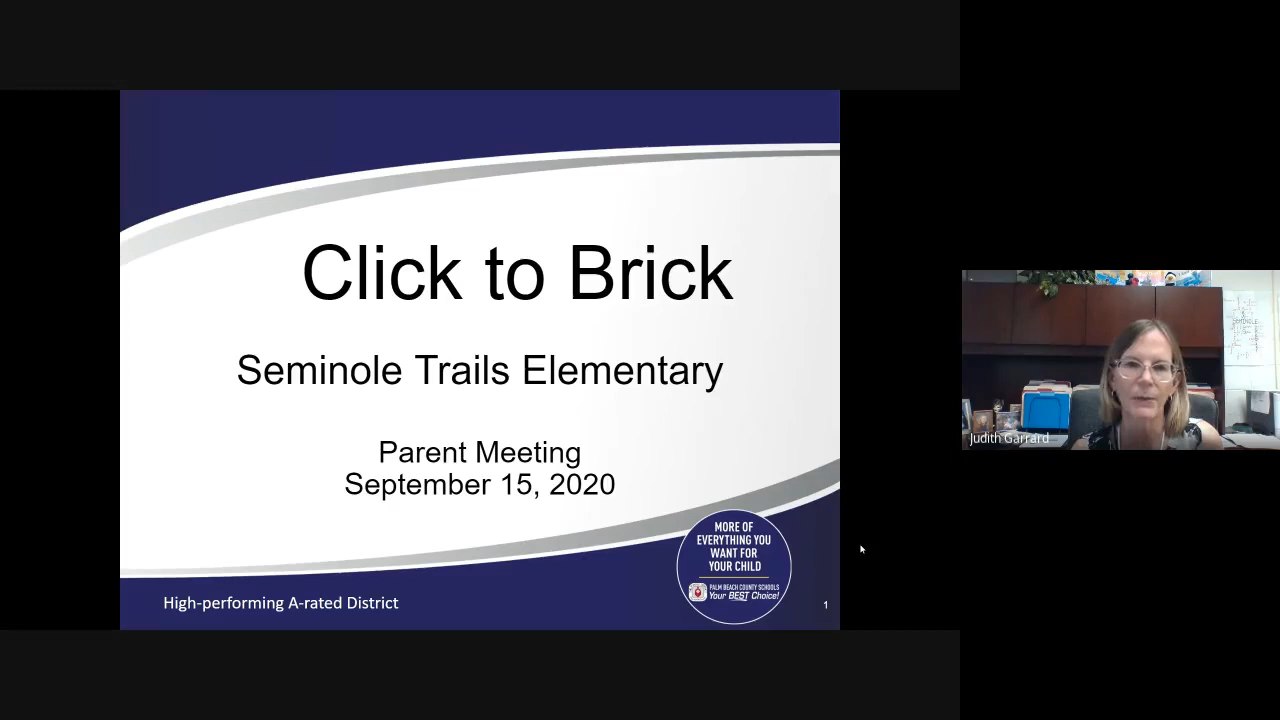 Click to Brick
Seminole Trails Elementary
Parent Meeting
September 15, 2020
MORE OF
EVERYTHING YOU
WANT FOR
YOUR CHILD
PALM BEACH COUNTY SCHOOLS
Your BEST Choice!
High-performing A-rated District
1
Judith Garrard
SEMINOLE